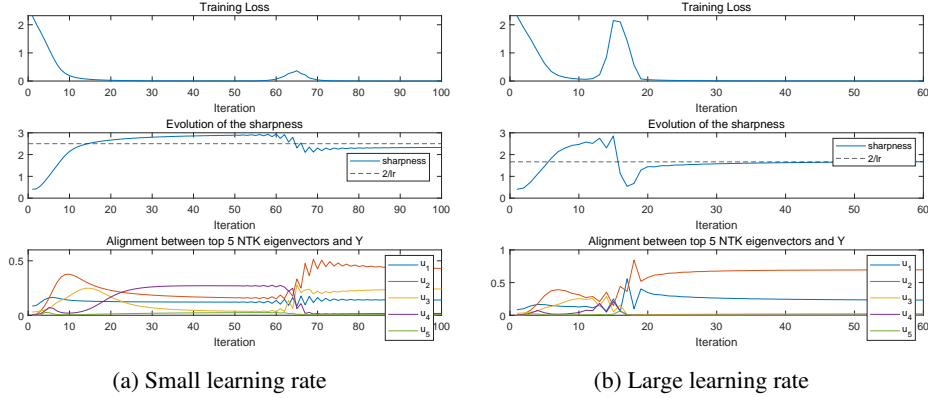 Training Loss
2
1
0
0 10 20 30 40 50 60 70 80 90 100
Iteration
Evolution of the sharpness
3
2
1
0
sharpness
2/lr
0 10 20 30 40 50 60 70 80 90 100
Iteration
Alignment between top 5 NTK eigenvectors and Y
0.5
0
u1
u2
u3
u4
u5
0 10 20 30 40 50 60 70 80 90 100
Iteration
(a) Small learning rate
Training Loss
2
1
0
0 10 20 30 40 50 60
Iteration
Evolution of the sharpness
3
2
1
0
sharpness
2/lr
0 10 20 30 40 50 60
Iteration
Alignment between top 5 NTK eigenvectors and Y
1
0.5
0
u1
u2
u3
u4
u5
0 10 20 30 40 50 60
Iteration
(b) Large learning rate